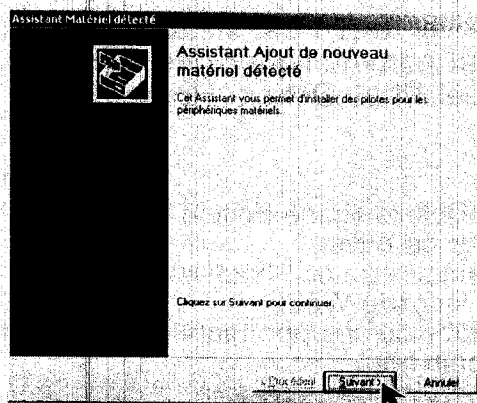 Assistant Matériel détecté
Assistant Ajout de nouveau
matériel détecté
Cet Assistant vous permet d'installer des pilotes pour les
périphériques matériels.
Cliquez sur Suivant pour continuer.
Précédent Suivant > Annuler